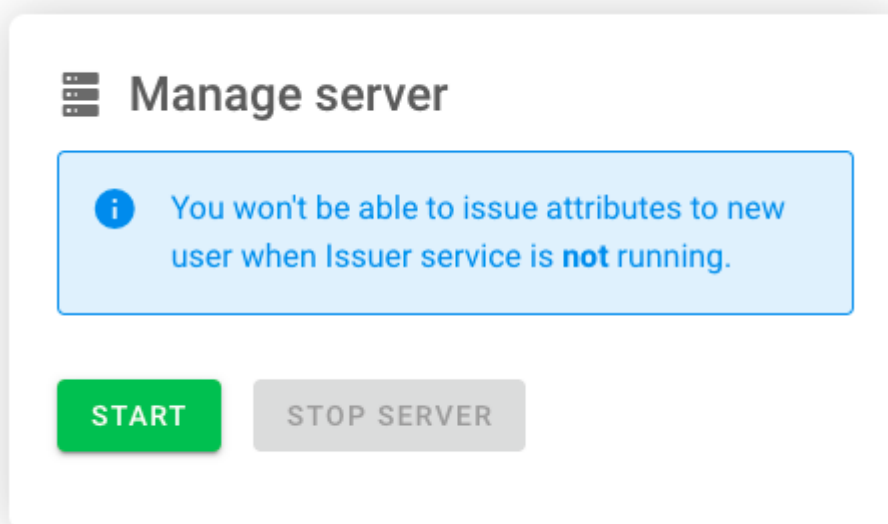 Manage server
You won't be able to issue attributes to new
user when Issuer service is not running.
START STOP SERVER